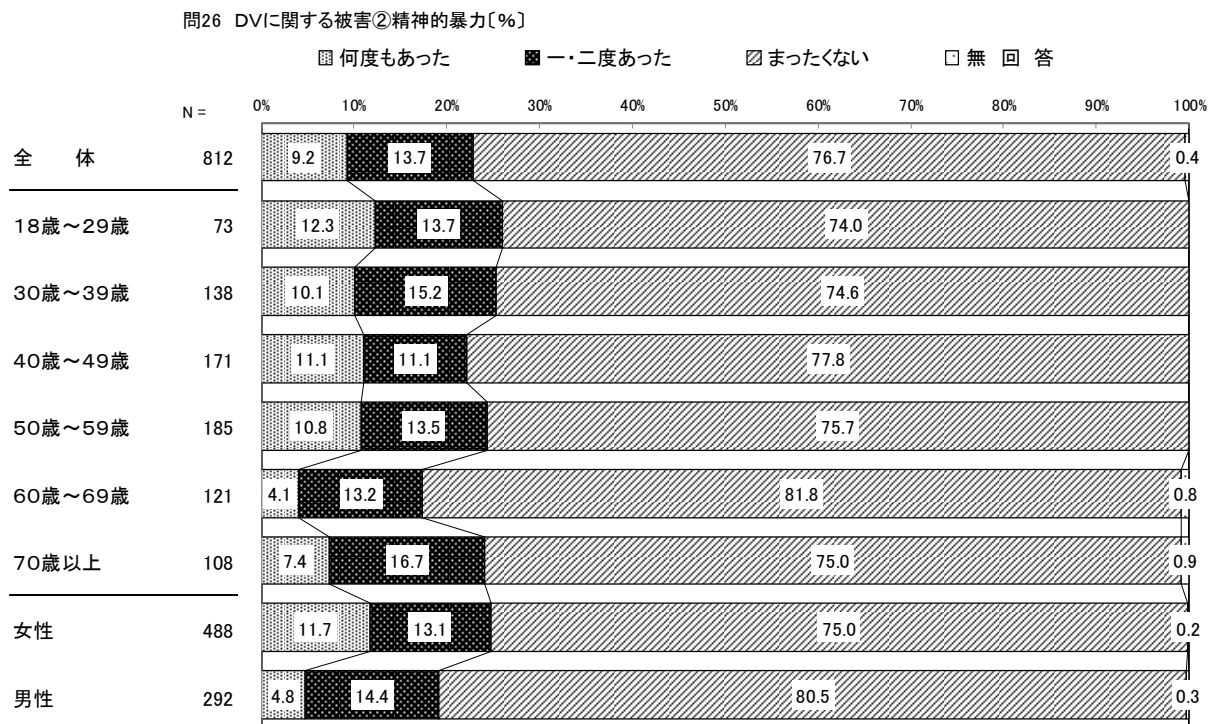 問26 DVに関する被害②精神的暴力〔%〕
何度もあった 一・二度あった まったくない 無 回 答
N = 0% 10% 20% 30% 40% 50% 60% 70% 80% 90% 100%
全 体 812 9.2 13.7 76.7 0.4
18歳～29歳 73 12.3 13.7 74.0
30歳～39歳 138 10.1 15.2 74.6
40歳～49歳 171 11.1 11.1 77.8
50歳～59歳 185 10.8 13.5 75.7
60歳～69歳 121 4.1 13.2 81.8 0.8
70歳以上 108 7.4 16.7 75.0 0.9
女性 488 11.7 13.1 75.0 0.2
男性 292 4.8 14.4 80.5 0.3